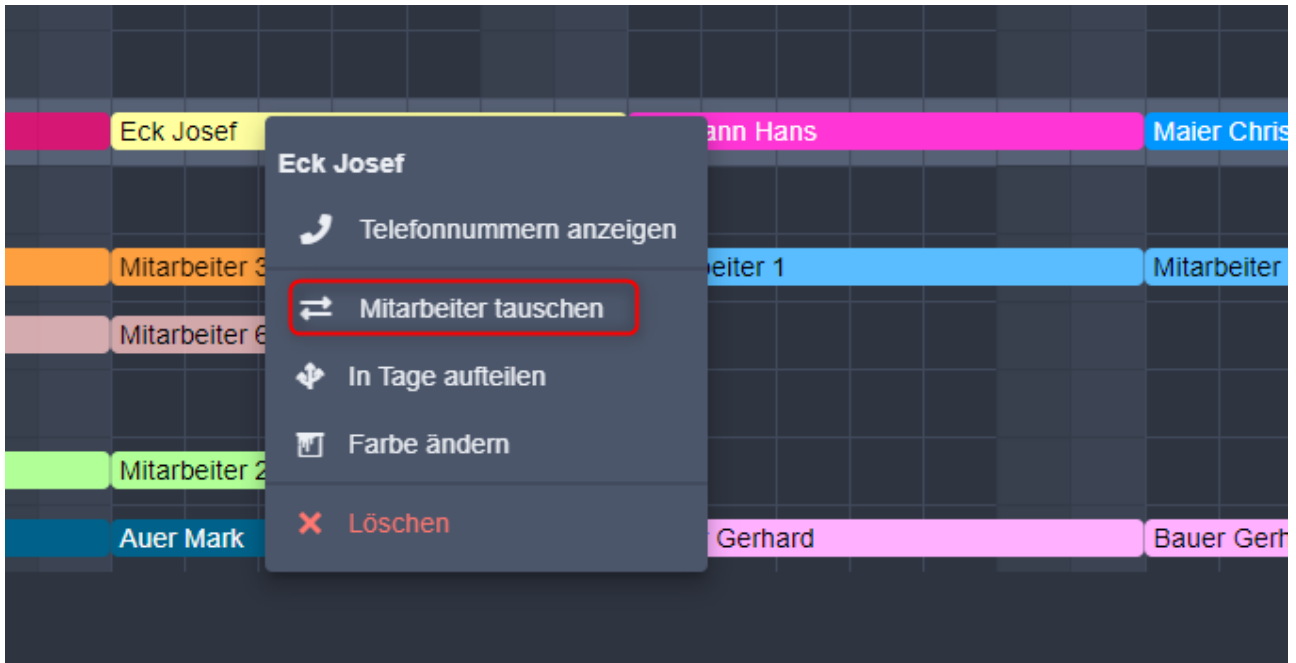 Eck Josef
ann Hans
Maier Chris
Eck Josef
Telefonnummern anzeigen
Mitarbeiter 3
eiter 1
Mitarbeiter
Mitarbeiter tauschen
Mitarbeiter 6
In Tage aufteilen
Farbe ändern
Mitarbeiter 2
Löschen
Auer Mark
Gerhard
Bauer Gerh